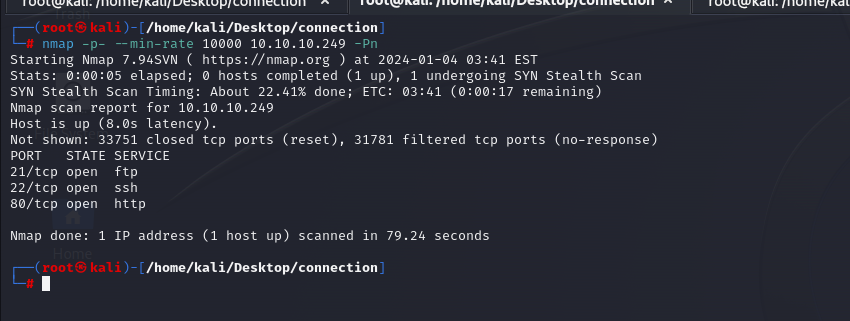 root@kali: /home/kali/Desktop/connection × root@kali: /home/kali/Desktop/connection × root@kali: /home/ka
┌──(root㉿kali)-[/home/kali/Desktop/connection]
└─# nmap -p- --min-rate 10000 10.10.10.249 -Pn
Starting Nmap 7.94SVN ( https://nmap.org ) at 2024-01-04 03:41 EST
Stats: 0:00:05 elapsed; 0 hosts completed (1 up), 1 undergoing SYN Stealth Scan
SYN Stealth Scan Timing: About 22.41% done; ETC: 03:41 (0:00:17 remaining)
Nmap scan report for 10.10.10.249
Host is up (8.0s latency).
Not shown: 33751 closed tcp ports (reset), 31781 filtered tcp ports (no-response)
PORT   STATE SERVICE
21/tcp open  ftp
22/tcp open  ssh
80/tcp open  http
Nmap done: 1 IP address (1 host up) scanned in 79.24 seconds
Home
┌──(root㉿kali)-[/home/kali/Desktop/connection]
└─#